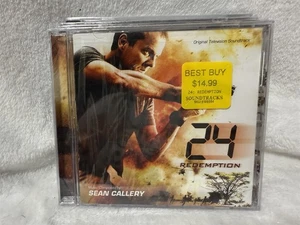 Original Television Soundtrack
BEST BUY
$14.99
24: REDEMPTION
SOUNDTRACKS
24
REDEMPTION
SEAN CALLERY